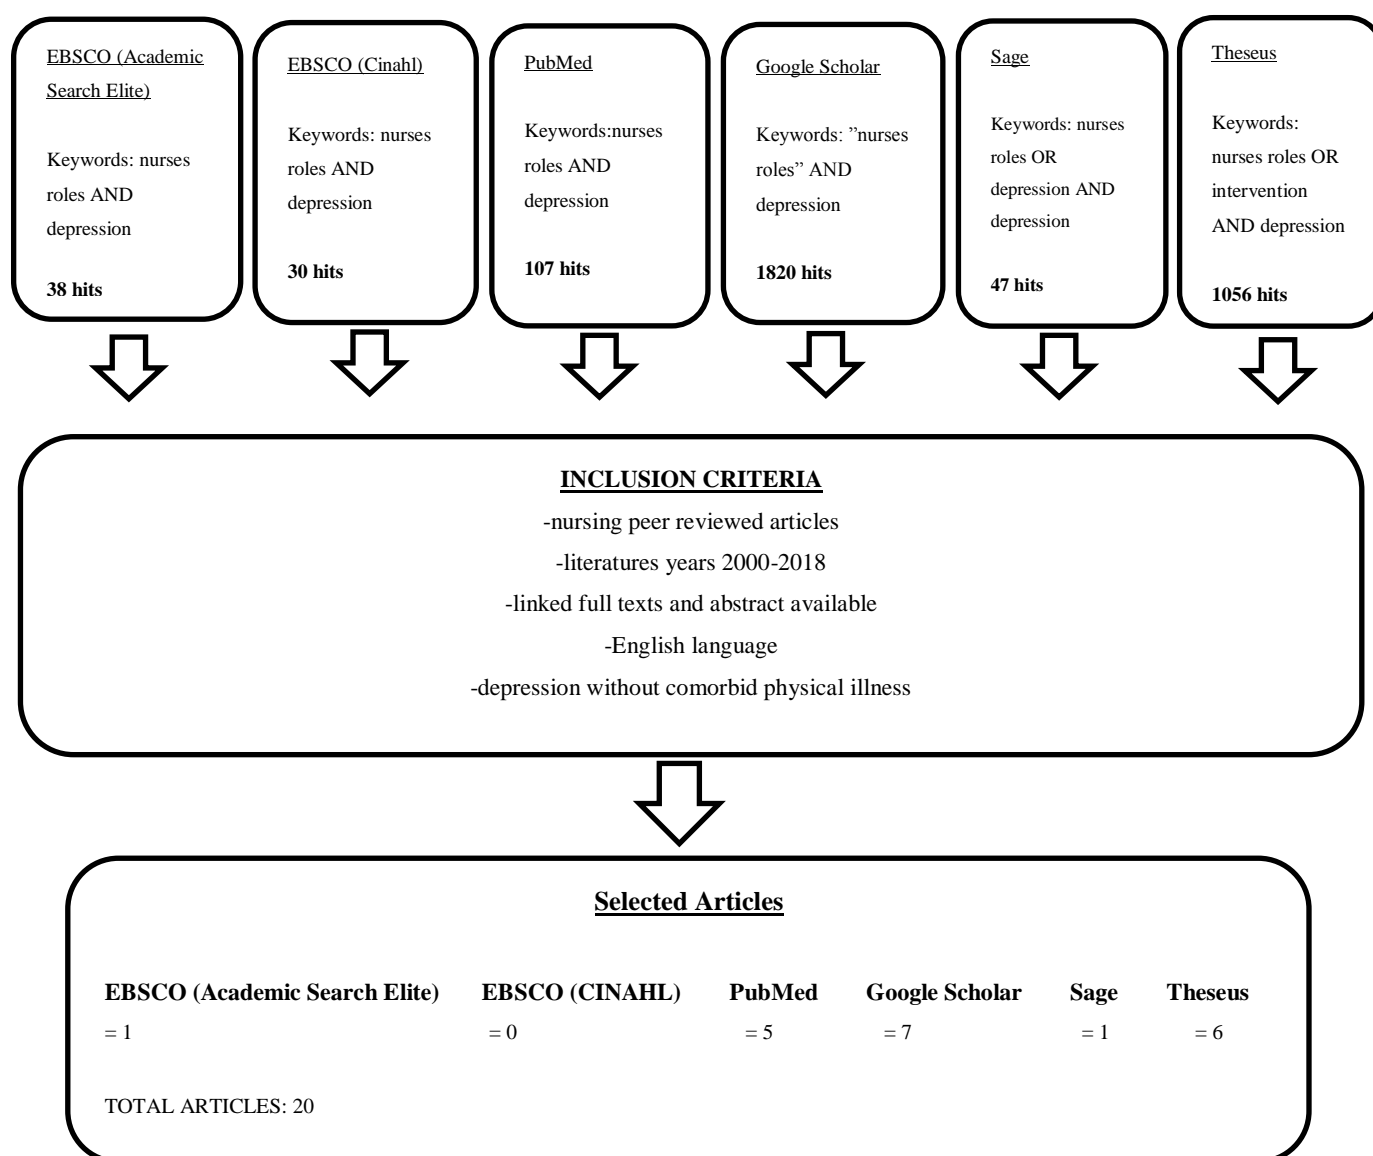 EBSCO (Academic
Search Elite)
Keywords: nurses
roles AND
depression
38 hits
EBSCO (Cinahl)
Keywords: nurses
roles AND
depression
30 hits
PubMed
Keywords:nurses
roles AND
depression
107 hits
Google Scholar
Keywords: ”nurses
roles” AND
depression
1820 hits
Sage
Keywords: nurses
roles OR
depression AND
depression
47 hits
Theseus
Keywords:
nurses roles OR
intervention
AND depression
1056 hits
INCLUSION CRITERIA
-nursing peer reviewed articles
-literatures years 2000-2018
-linked full texts and abstract available
-English language
-depression without comorbid physical illness
Selected Articles
EBSCO (Academic Search Elite) EBSCO (CINAHL) PubMed Google Scholar Sage Theseus
= 1 = 0 = 5 = 7 = 1 = 6
TOTAL ARTICLES: 20